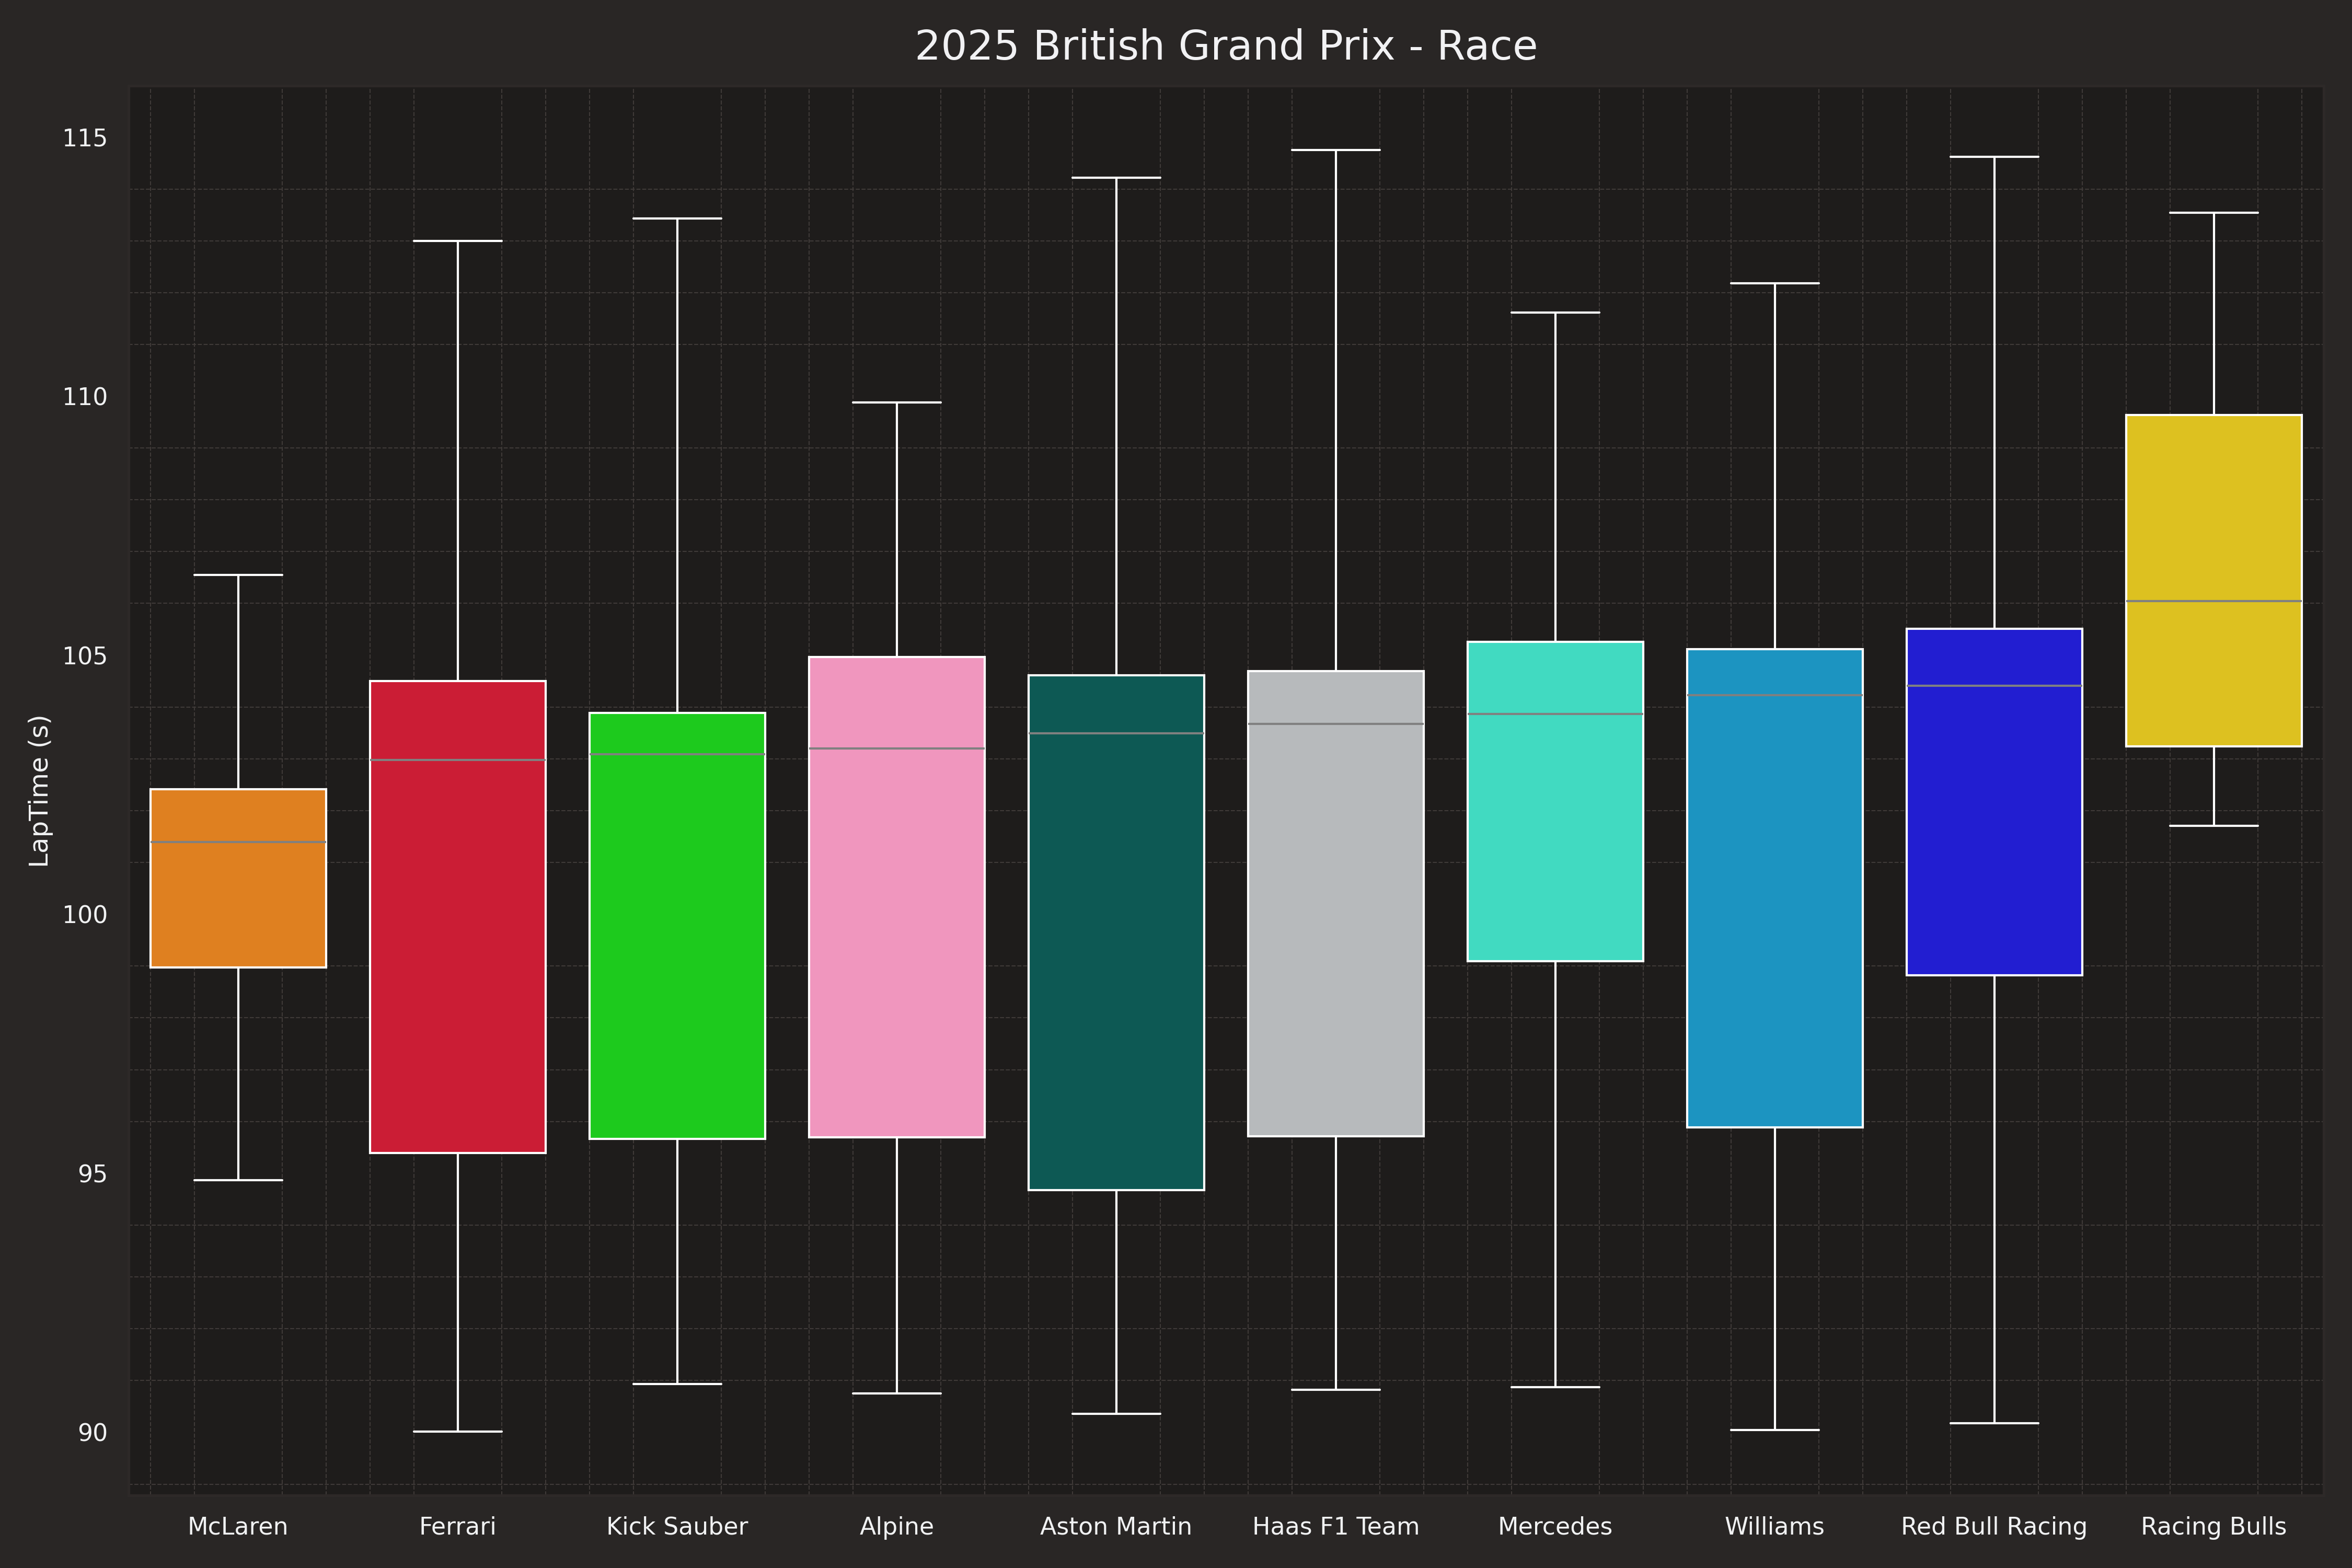 2025 British Grand Prix - Race
115
110
105
100
95
90
LapTime (s)
McLaren Ferrari Kick Sauber Alpine Aston Martin Haas F1 Team Mercedes Williams Red Bull Racing Racing Bulls